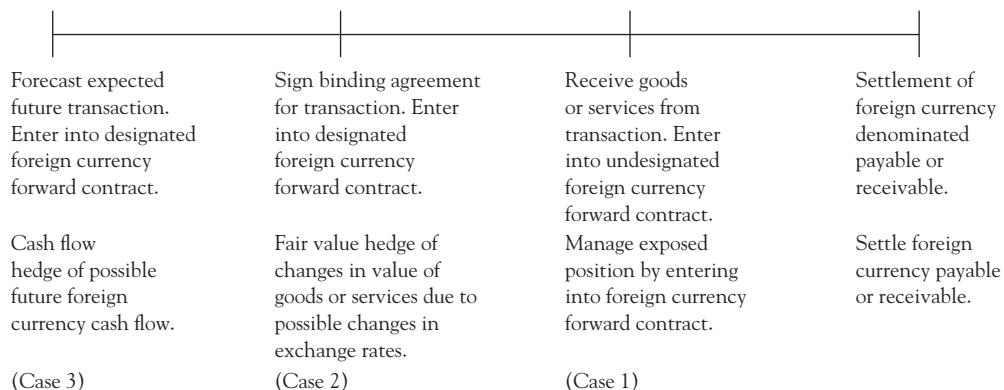 Forecast expected
future transaction.
Enter into designated
foreign currency
forward contract.
Sign binding agreement
for transaction. Enter
into designated
foreign currency
forward contract.
Receive goods
or services from
transaction. Enter
into undesignated
foreign currency
forward contract.
Settlement of
foreign currency
denominated
payable or
receivable.
Cash flow
hedge of possible
future foreign
currency cash flow.
Fair value hedge of
changes in value of
goods or services due to
possible changes in
exchange rates.
Manage exposed
position by entering
into foreign currency
forward contract.
Settle foreign
currency payable
or receivable.
(Case 3)
(Case 2)
(Case 1)